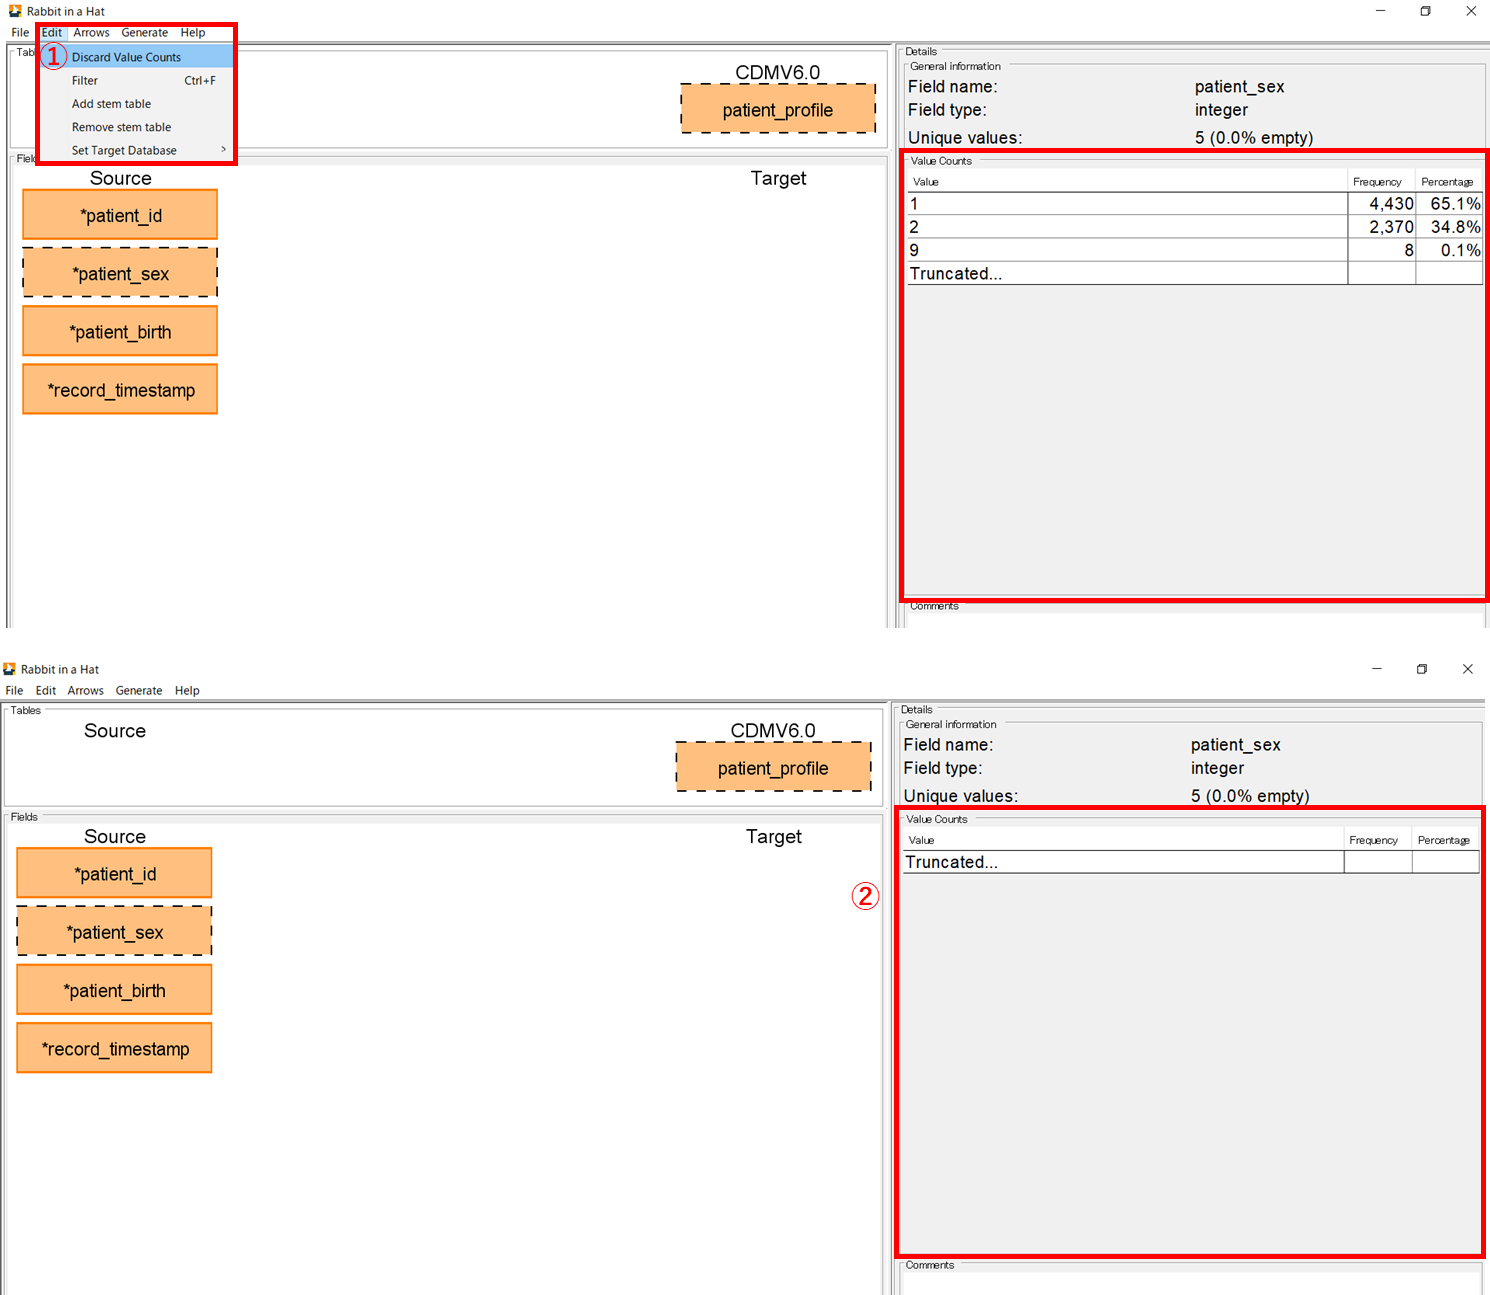 Rabbit in a Hat
File Edit Arrows Generate Help
①
Discard Value Counts
Filter Ctrl+F
Add stem table
Remove stem table
Set Target Database >
CDMV6.0
patient_profile
Source
Target
*patient_id
*patient_sex
*patient_birth
*record_timestamp
Details
General information
Field name: patient_sex
Field type: integer
Unique values: 5 (0.0% empty)
Value Counts
Value Frequency Percentage
1 4,430 65.1%
2 2,370 34.8%
9 8 0.1%
Truncated...
Comments
Rabbit in a Hat
File Edit Arrows Generate Help
Tables
Source
CDMV6.0
patient_profile
Fields
Source
Target
*patient_id
*patient_sex
*patient_birth
*record_timestamp
②
Details
General information
Field name: patient_sex
Field type: integer
Unique values: 5 (0.0% empty)
Value Counts
Value Frequency Percentage
Truncated...
Comments